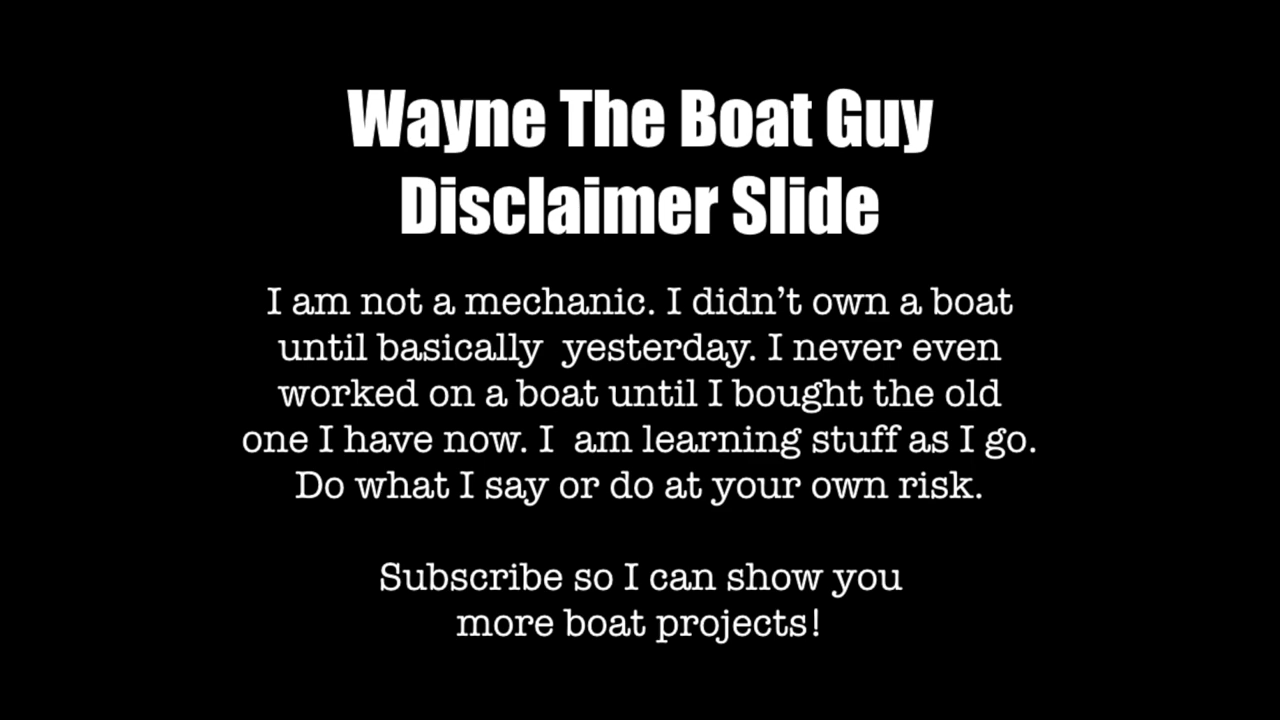 Wayne The Boat Guy
Disclaimer Slide
I am not a mechanic. I didn’t own a boat
until basically  yesterday. I never even
worked on a boat until I bought the old
one I have now. I  am learning stuff as I go.
Do what I say or do at your own risk.
Subscribe so I can show you
more boat projects!